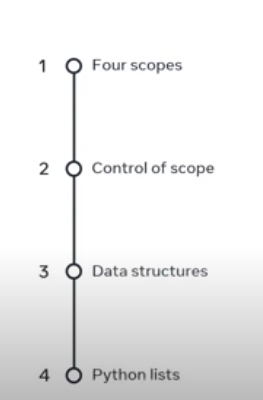 1 Four scopes
2 Control of scope
3 Data structures
4 Python lists